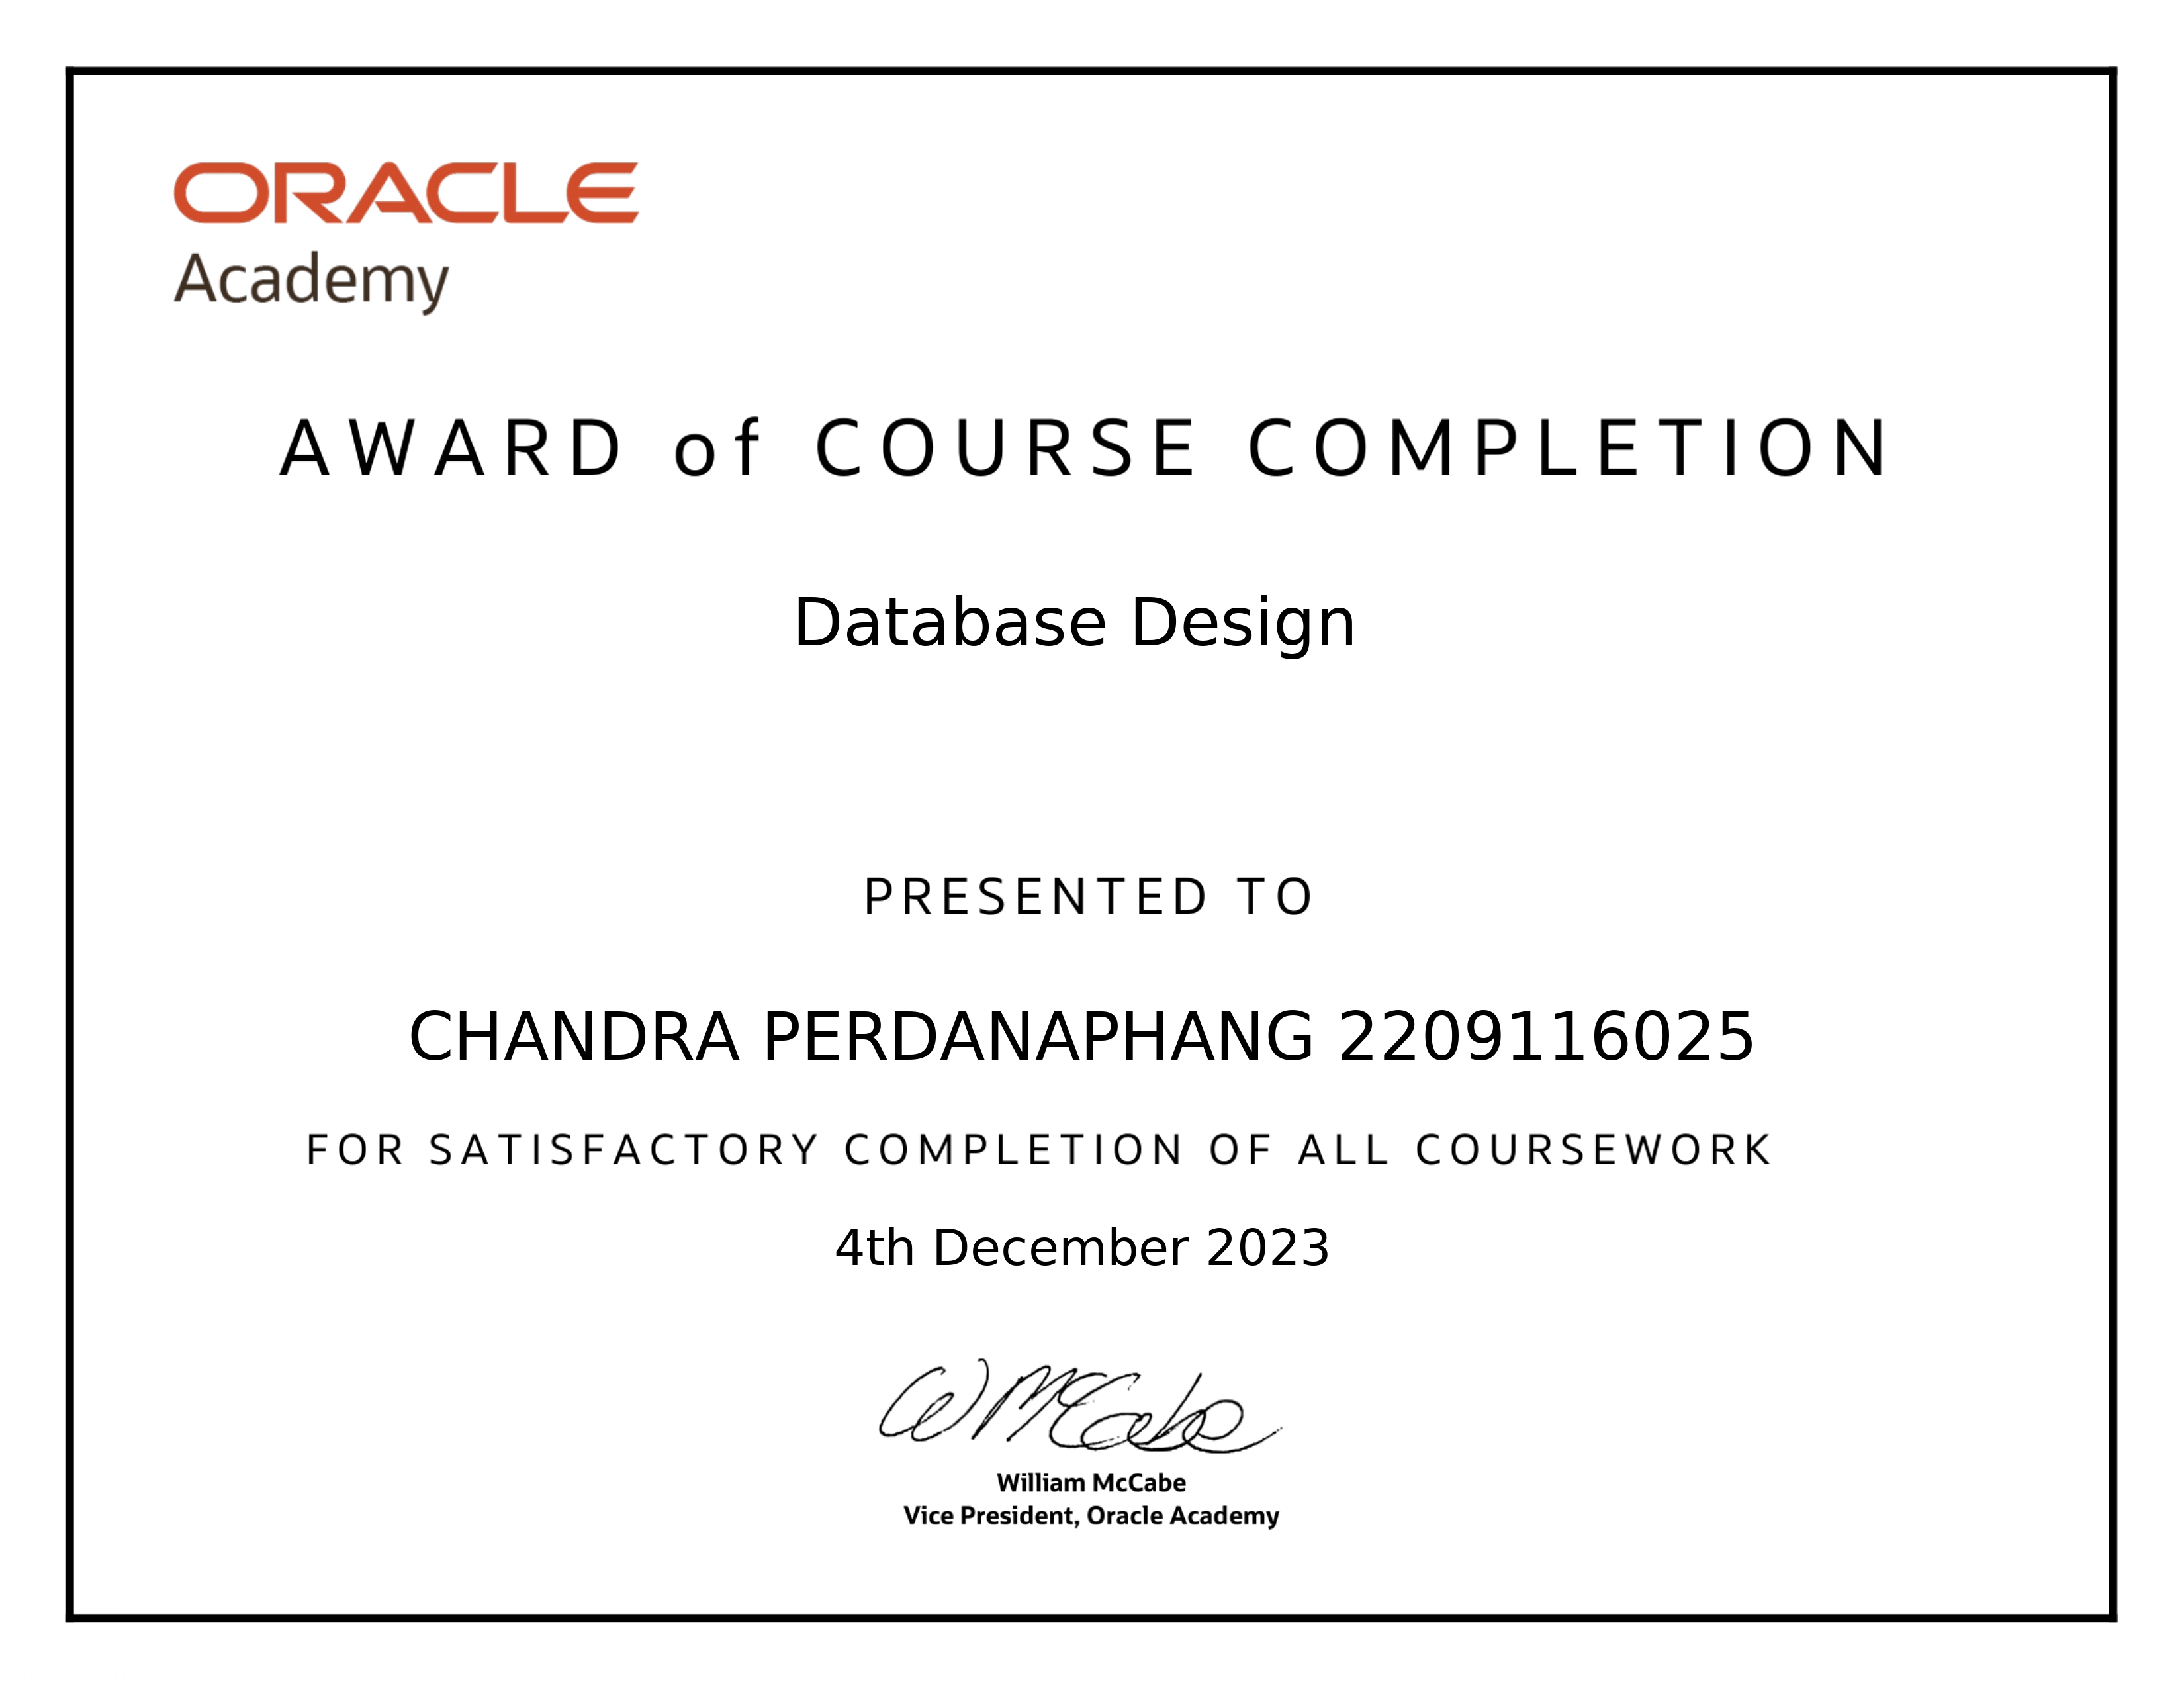 ORACLE
Academy
AWARD of COURSE COMPLETION
Database Design
PRESENTED TO
CHANDRA PERDANAPHANG 2209116025
FOR SATISFACTORY COMPLETION OF ALL COURSEWORK
4th December 2023
W McCabe
William McCabe
Vice President, Oracle Academy